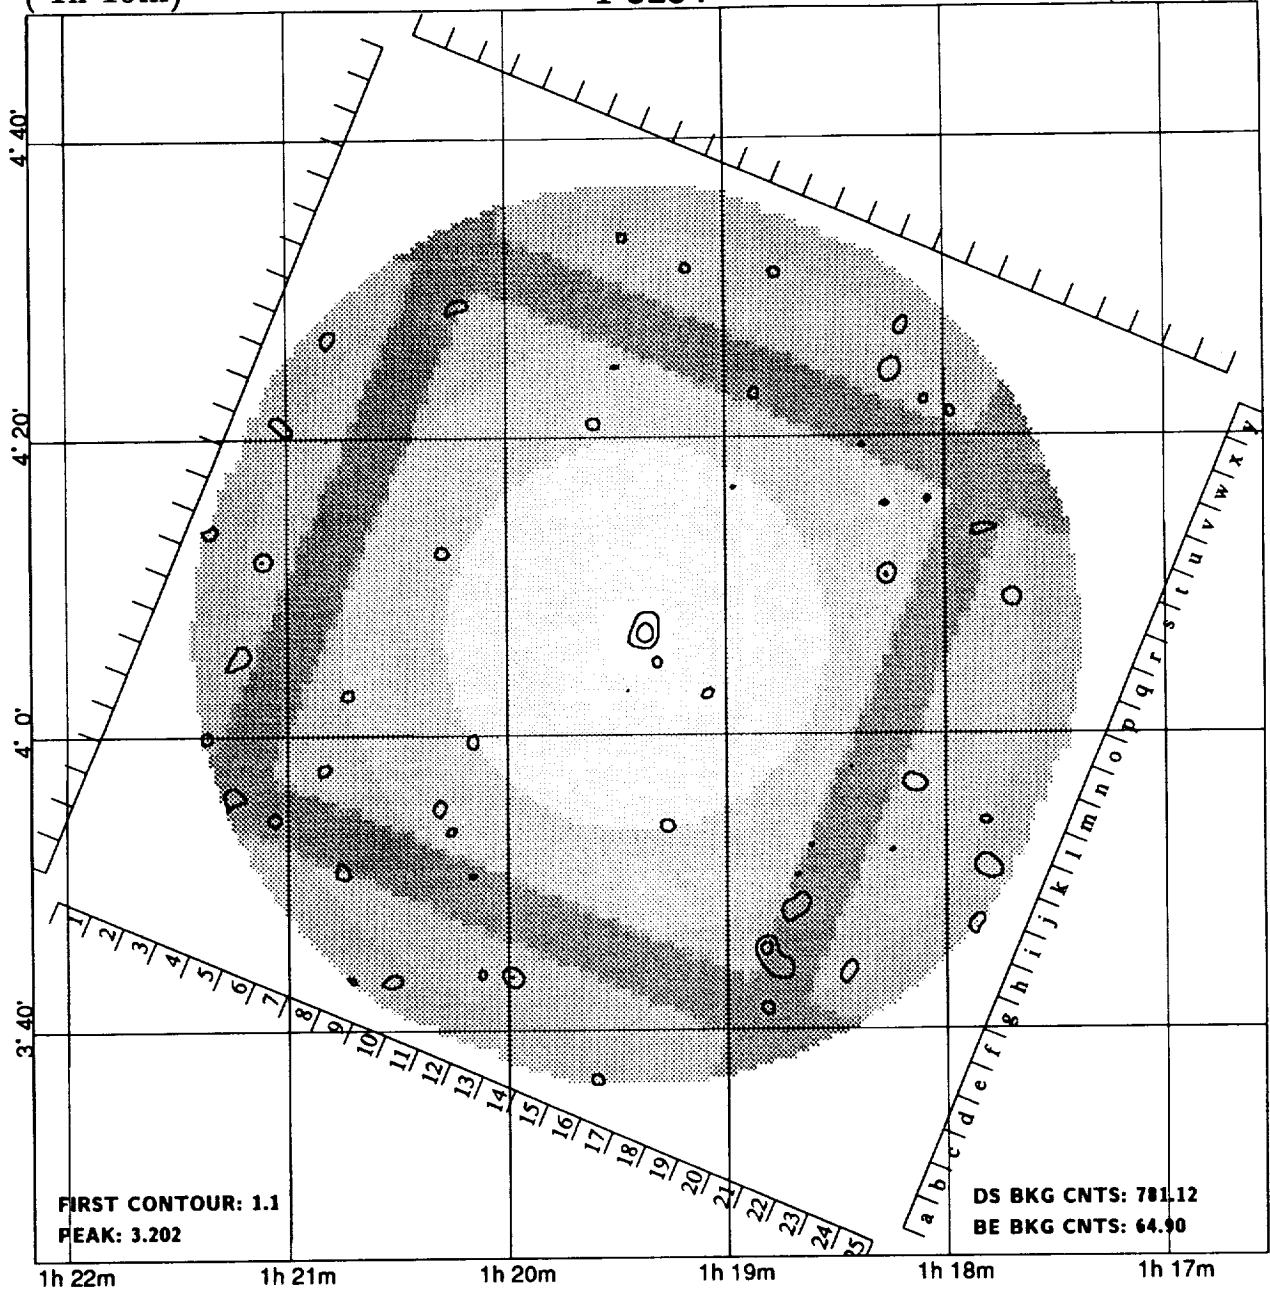 4° 40'
4° 20'
4° 0'
3° 40'
1 2 3 4 5 6 7 8 9 10 11 12 13 14 15 16 17 18 19 20 21 22 23 24 25
a b c d e f g h i j k l m n o p q r s t u v w x y
FIRST CONTOUR: 1.1
PEAK: 3.202
DS BKG CNTS: 781.12
BE BKG CNTS: 64.90
1h 22m 1h 21m 1h 20m 1h 19m 1h 18m 1h 17m